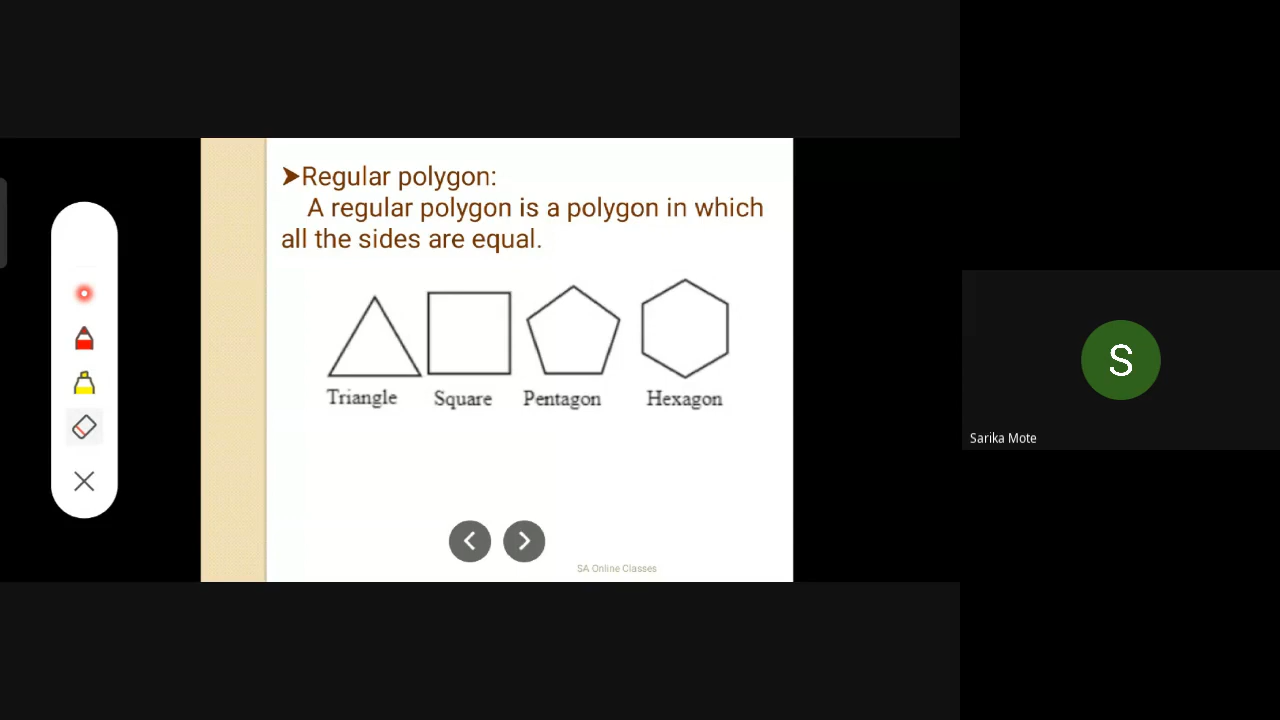 ➤Regular polygon:
A regular polygon is a polygon in which
all the sides are equal.
Triangle Square Pentagon Hexagon
SA Online Classes
S
Sarika Mote